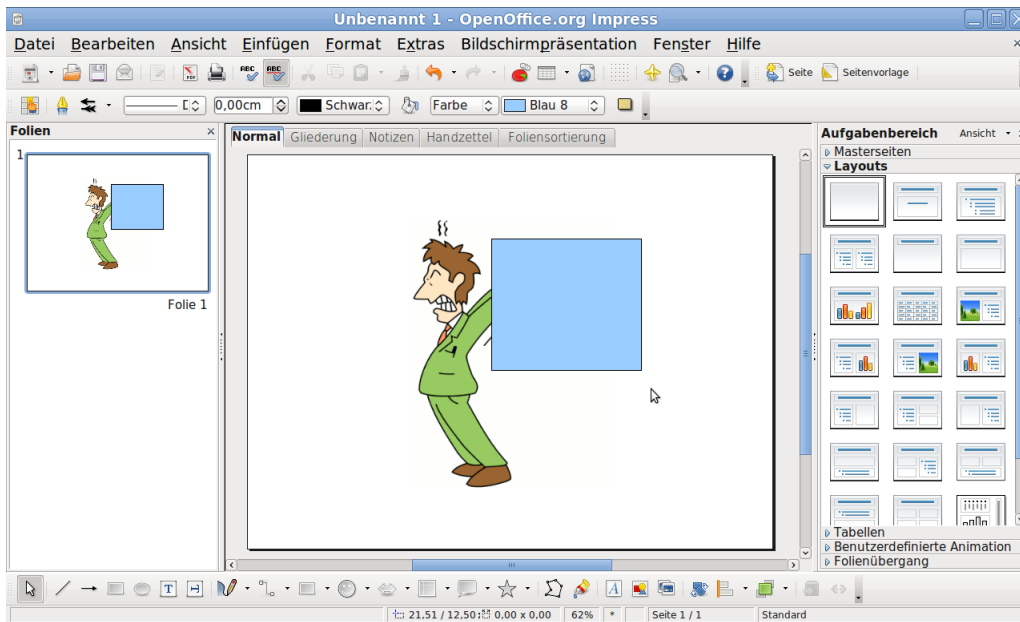 Unbenannt 1 - OpenOffice.org Impress
Datei Bearbeiten Ansicht Einfügen Format Extras Bildschirmpräsentation Fenster Hilfe
Seite Seitenvorlage
0,00cm Schwar: Farbe Blau 8
Folien
Normal Gliederung Notizen Handzettel Foliensortierung
Aufgabenbereich Ansicht
Masterseiten
Layouts
1
Folie 1
Tabellen
Benutzerdefinierte Animation
Folienübergang
21,51 / 12,50 0,00 x 0,00 62% * Seite 1 / 1 Standard